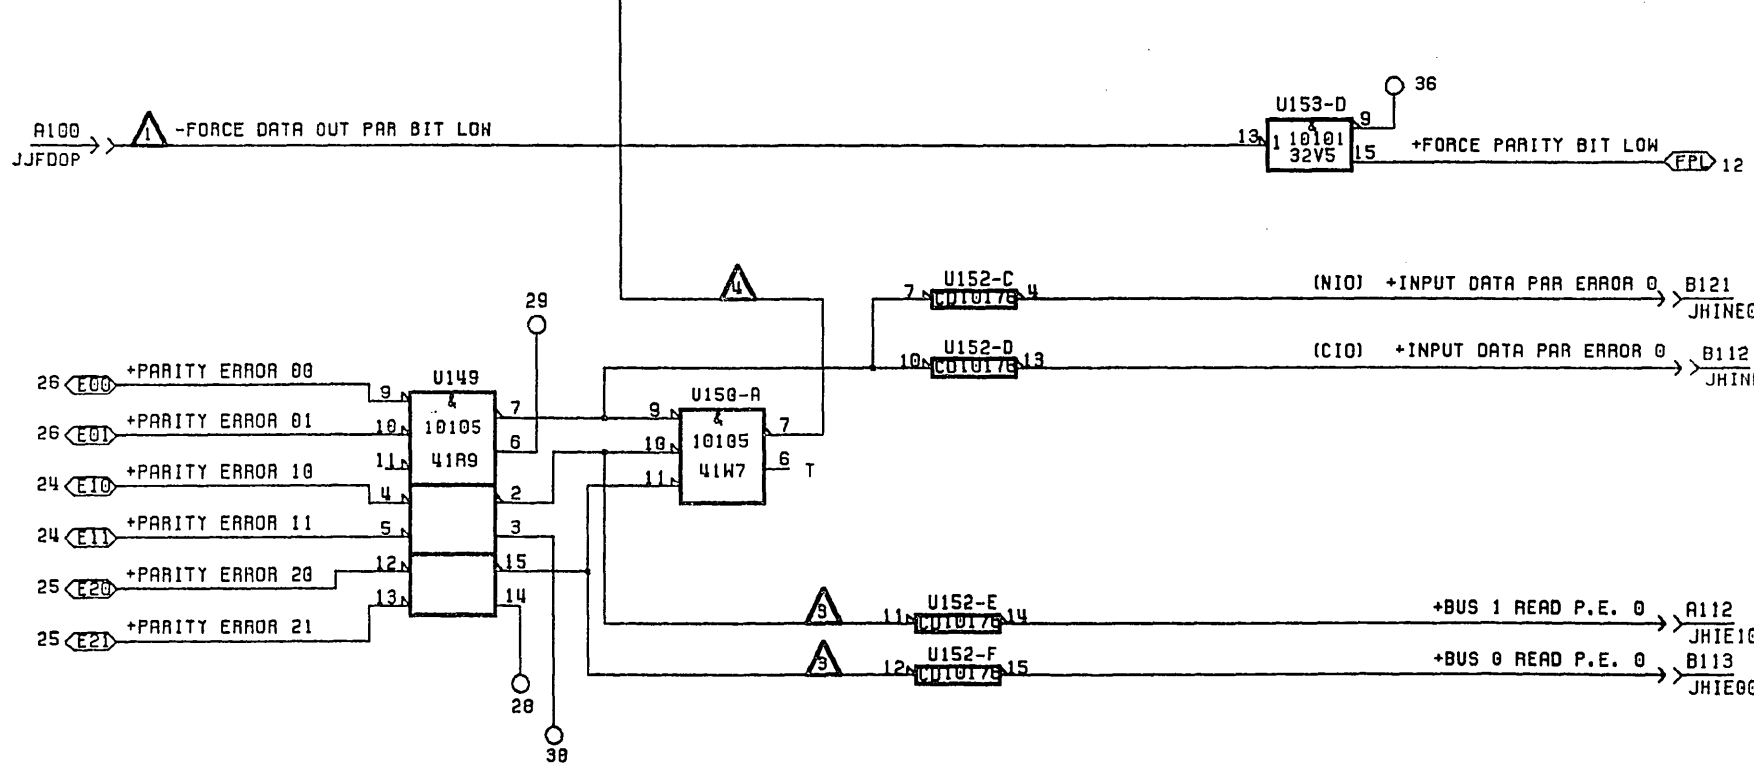 36
U153-D
A100
1
-FORCE DATA OUT PAR BIT LOW
JJFDOP
13
&
1 10101
32V5
9
15
+FORCE PARITY BIT LOW
FPL 12
4
U152-C
7 CD10176 4
(NIO) +INPUT DATA PAR ERROR 0
B121
JHINE0
29
U152-D
10 CD10176 13
(CIO) +INPUT DATA PAR ERROR 0
B112
JHIN
26 E00 +PARITY ERROR 00
26 E01 +PARITY ERROR 01
24 E10 +PARITY ERROR 10
24 E11 +PARITY ERROR 11
25 E20 +PARITY ERROR 20
25 E21 +PARITY ERROR 21
U149
&
10105
41R9
9
10
11
4
5
12
13
7
6
2
3
15
14
28
30
U150-A
&
10105
41W7
9
10
11
7
6 T
3
U152-E
11 CD10176 14
+BUS 1 READ P.E. 0
A112
JHIE10
3
U152-F
12 CD10176 15
+BUS 0 READ P.E. 0
B113
JHIE00